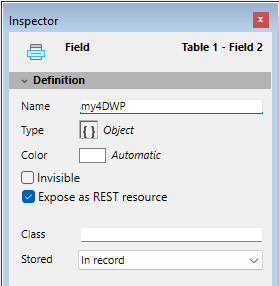 Inspector
Field Table 1 - Field 2
Definition
Name my4DWP
Type { } Object
Color Automatic
Invisible
Expose as REST resource
Class
Stored In record